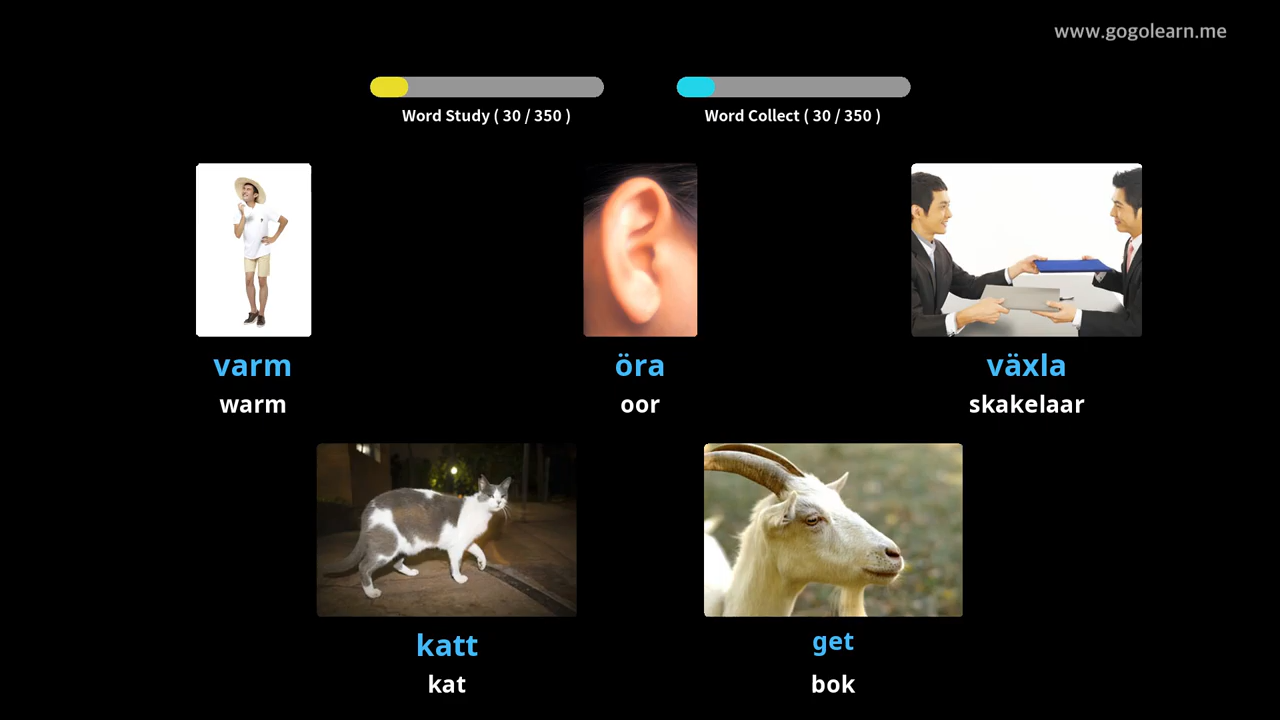 www.gogolearn.me
Word Study ( 30 / 350 )
Word Collect ( 30 / 350 )
varm
warm
öra
oor
växla
skakelaar
katt
kat
get
bok